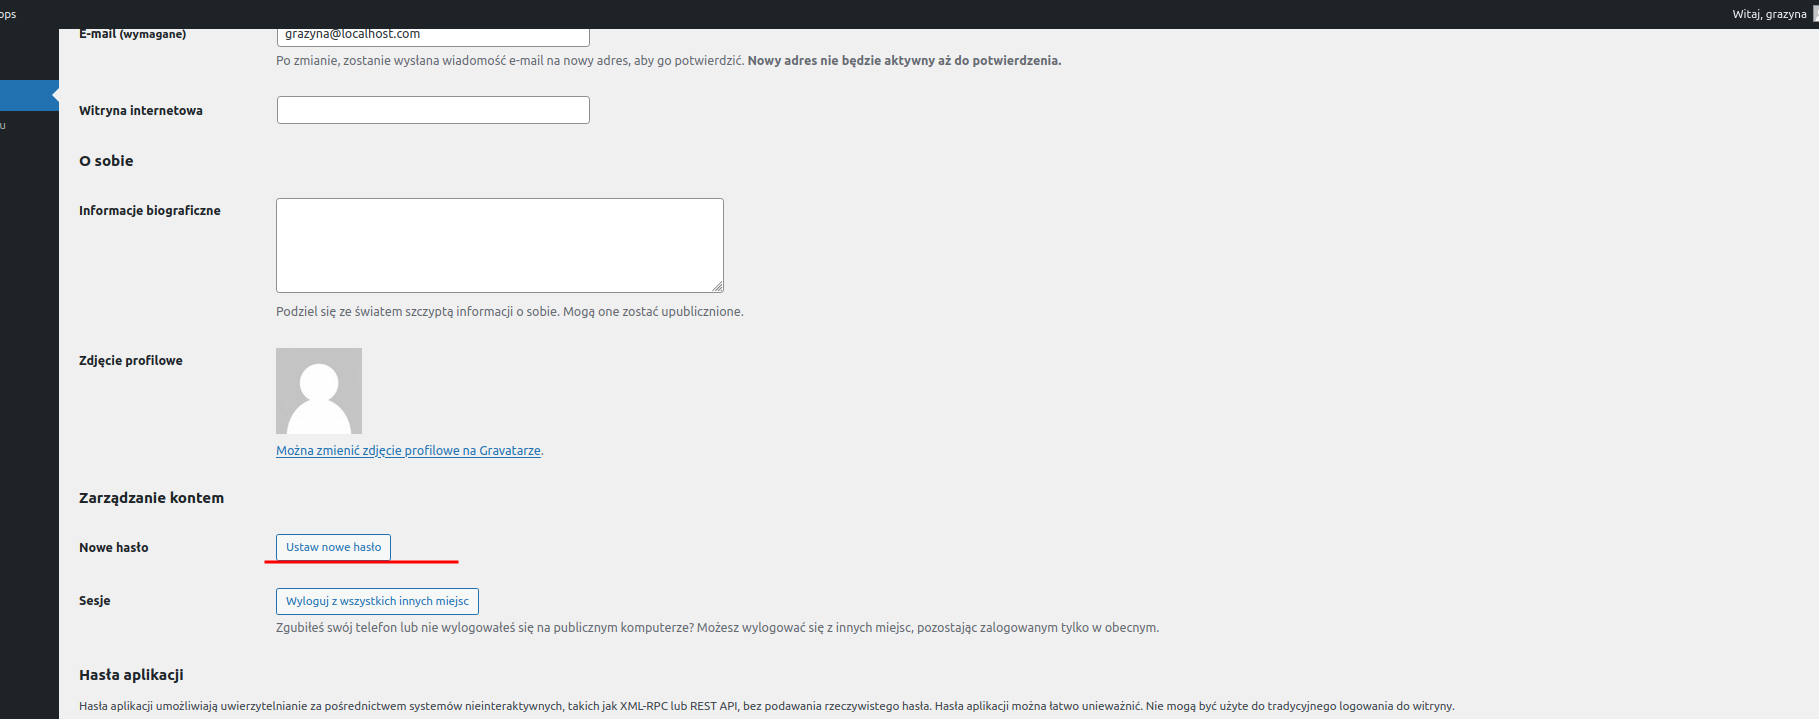 ops
Witaj, grazyna
E-mail (wymagane)
grazyna@localhost.com
Po zmianie, zostanie wysłana wiadomość e-mail na nowy adres, aby go potwierdzić. Nowy adres nie będzie aktywny aż do potwierdzenia.
Witryna internetowa
u
O sobie
Informacje biograficzne
Podziel się ze światem szczyptą informacji o sobie. Mogą one zostać upublicznione.
Zdjęcie profilowe
Można zmienić zdjęcie profilowe na Gravatarze.
Zarządzanie kontem
Nowe hasło
Ustaw nowe hasło
Sesje
Wyloguj z wszystkich innych miejsc
Zgubiłeś swój telefon lub nie wylogowałeś się na publicznym komputerze? Możesz wylogować się z innych miejsc, pozostając zalogowanym tylko w obecnym.
Hasła aplikacji
Hasła aplikacji umożliwiają uwierzytelnianie za pośrednictwem systemów nieinteraktywnych, takich jak XML-RPC lub REST API, bez podawania rzeczywistego hasła. Hasła aplikacji można łatwo unieważnić. Nie mogą być użyte do tradycyjnego logowania do witryny.